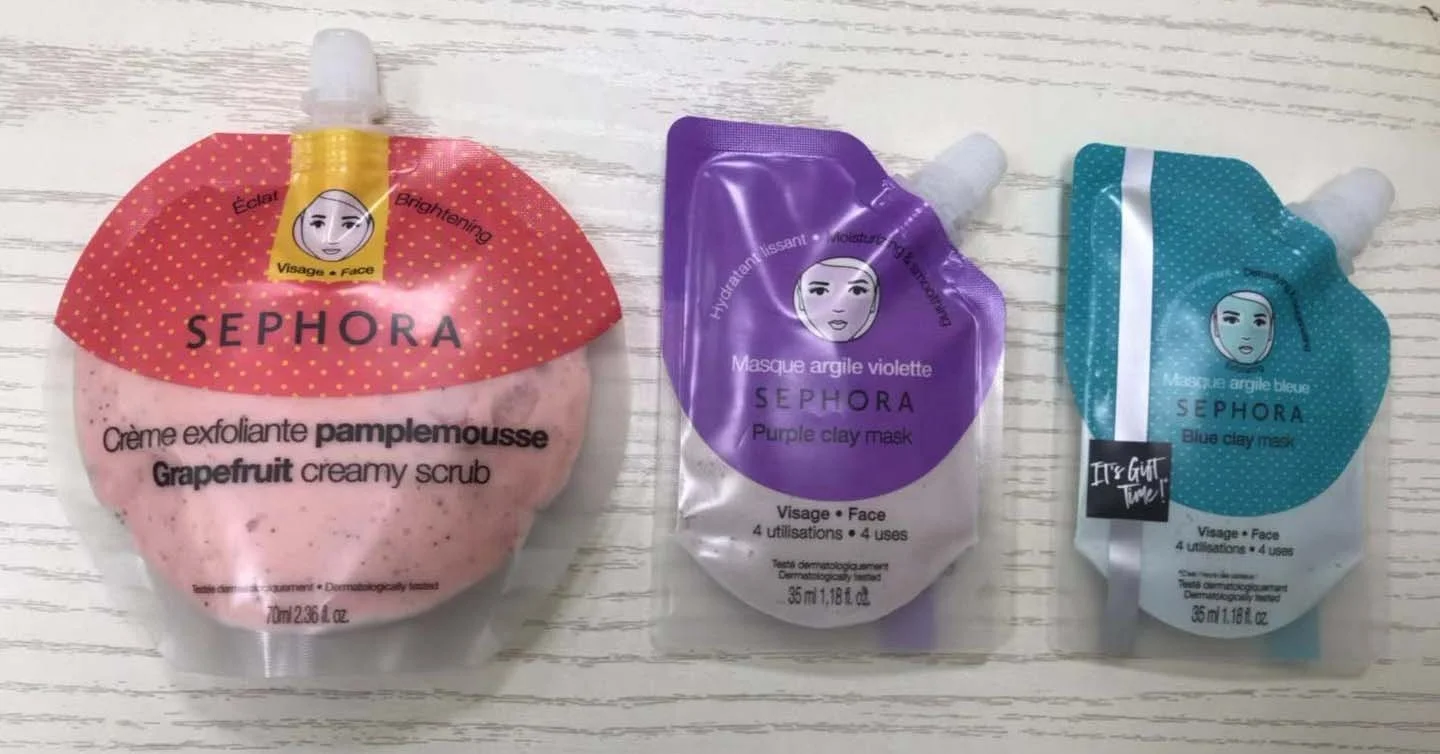 Éclat
Brightening
Visage • Face
SEPHORA
Crème exfoliante pamplemousse
Grapefruit creamy scrub
Testé dermatologiquement • Dermatologically tested
70ml 2.36 fl. oz.
Hydratant lissant • Moisturizing & smoothing
Masque argile violette
SEPHORA
Purple clay mask
Visage • Face
4 utilisations • 4 uses
Testé dermatologiquement
Dermatologically tested
35 ml 1,18 fl. oz.
Masque argile bleue
SEPHORA
Blue clay mask
It's Gift
Time!*
Visage • Face
4 utilisations • 4 uses
Testé dermatologiquement
Dermatologically tested
35 ml 1.18 fl. oz.